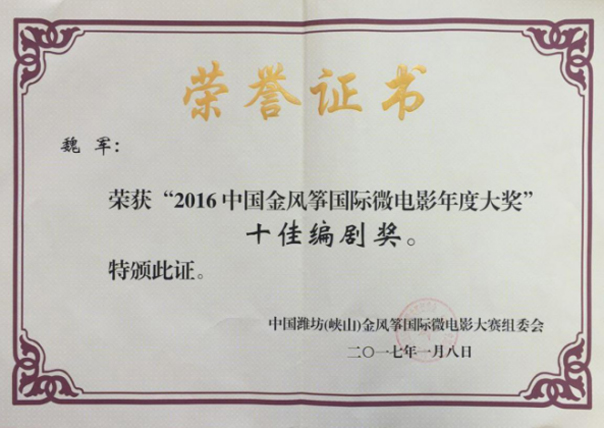 荣誉证书
魏 军：
荣获“2016中国金风筝国际微电影年度大奖”
十佳编剧奖。
特颁此证。
中国潍坊(峡山)金风筝国际微电影大赛组委会
二〇一七年一月八日